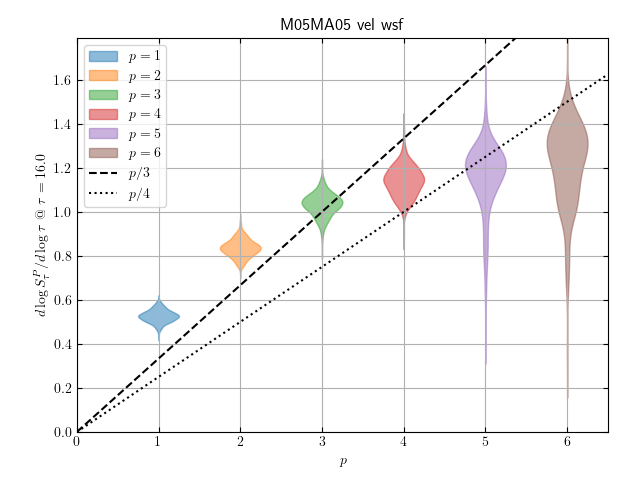 M05MA05 vel wsf
d log S_τ^P / d log τ @ τ = 16.0
1.6
1.4
1.2
1.0
0.8
0.6
0.4
0.2
0.0
p = 1
p = 2
p = 3
p = 4
p = 5
p = 6
p/3
p/4
0 1 2 3 4 5 6
p